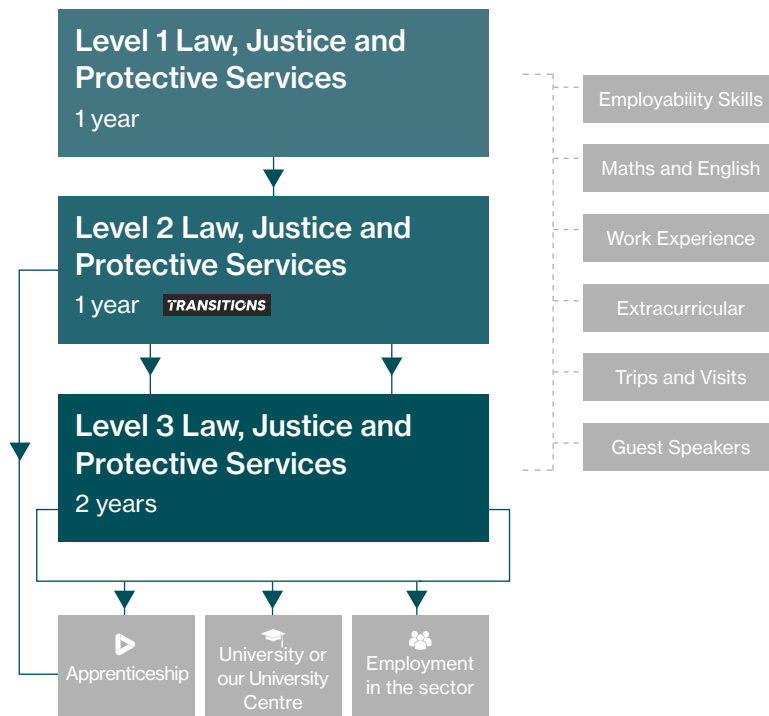 Level 1 Law, Justice and
Protective Services
1 year
Level 2 Law, Justice and
Protective Services
1 year TRANSITIONS
Level 3 Law, Justice and
Protective Services
2 years
Apprenticeship
University or
our University
Centre
Employment
in the sector
Employability Skills
Maths and English
Work Experience
Extracurricular
Trips and Visits
Guest Speakers